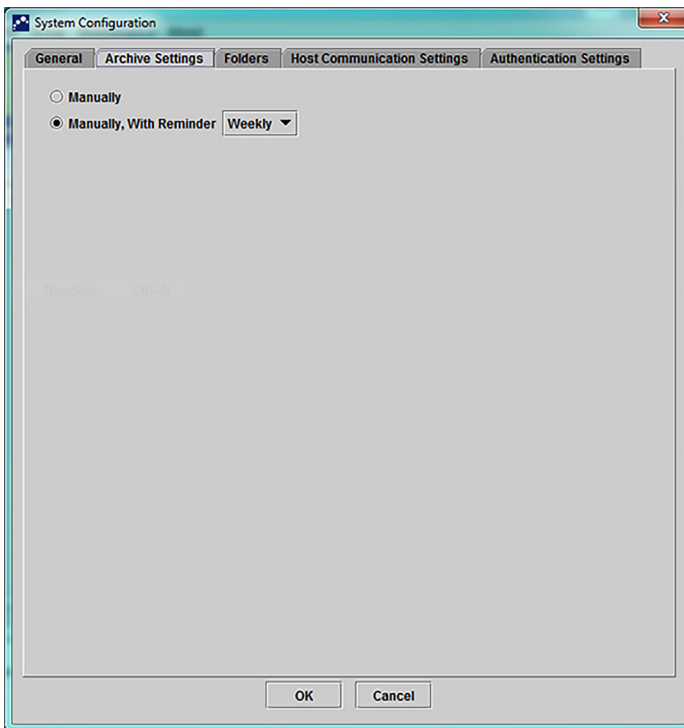 System Configuration
General Archive Settings Folders Host Communication Settings Authentication Settings
Manually
Manually, With Reminder Weekly
OK Cancel